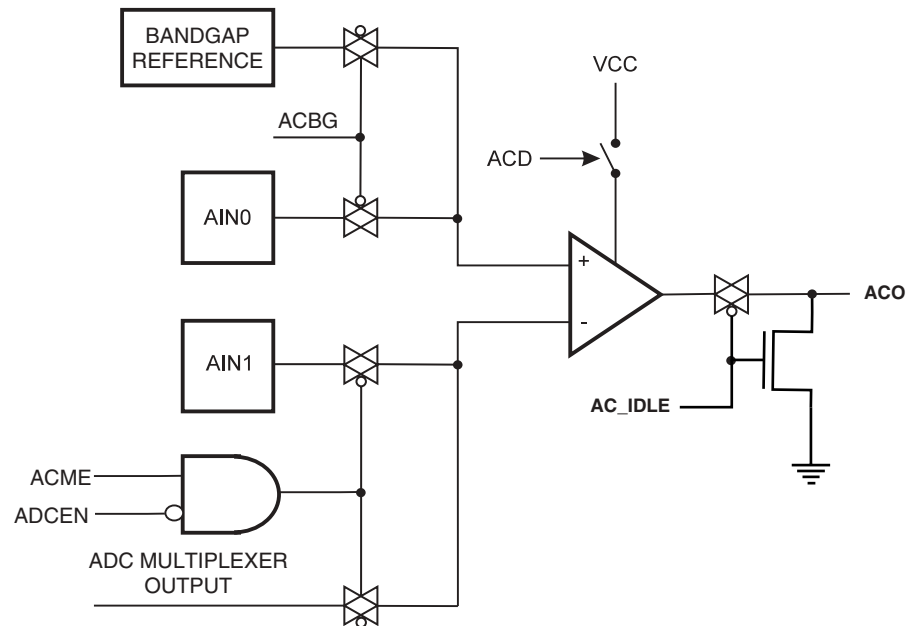 BANDGAP
REFERENCE
VCC
ACBG
ACD
AIN0
+
-
ACO
AIN1
AC_IDLE
ACME
ADCEN
ADC MULTIPLEXER
OUTPUT